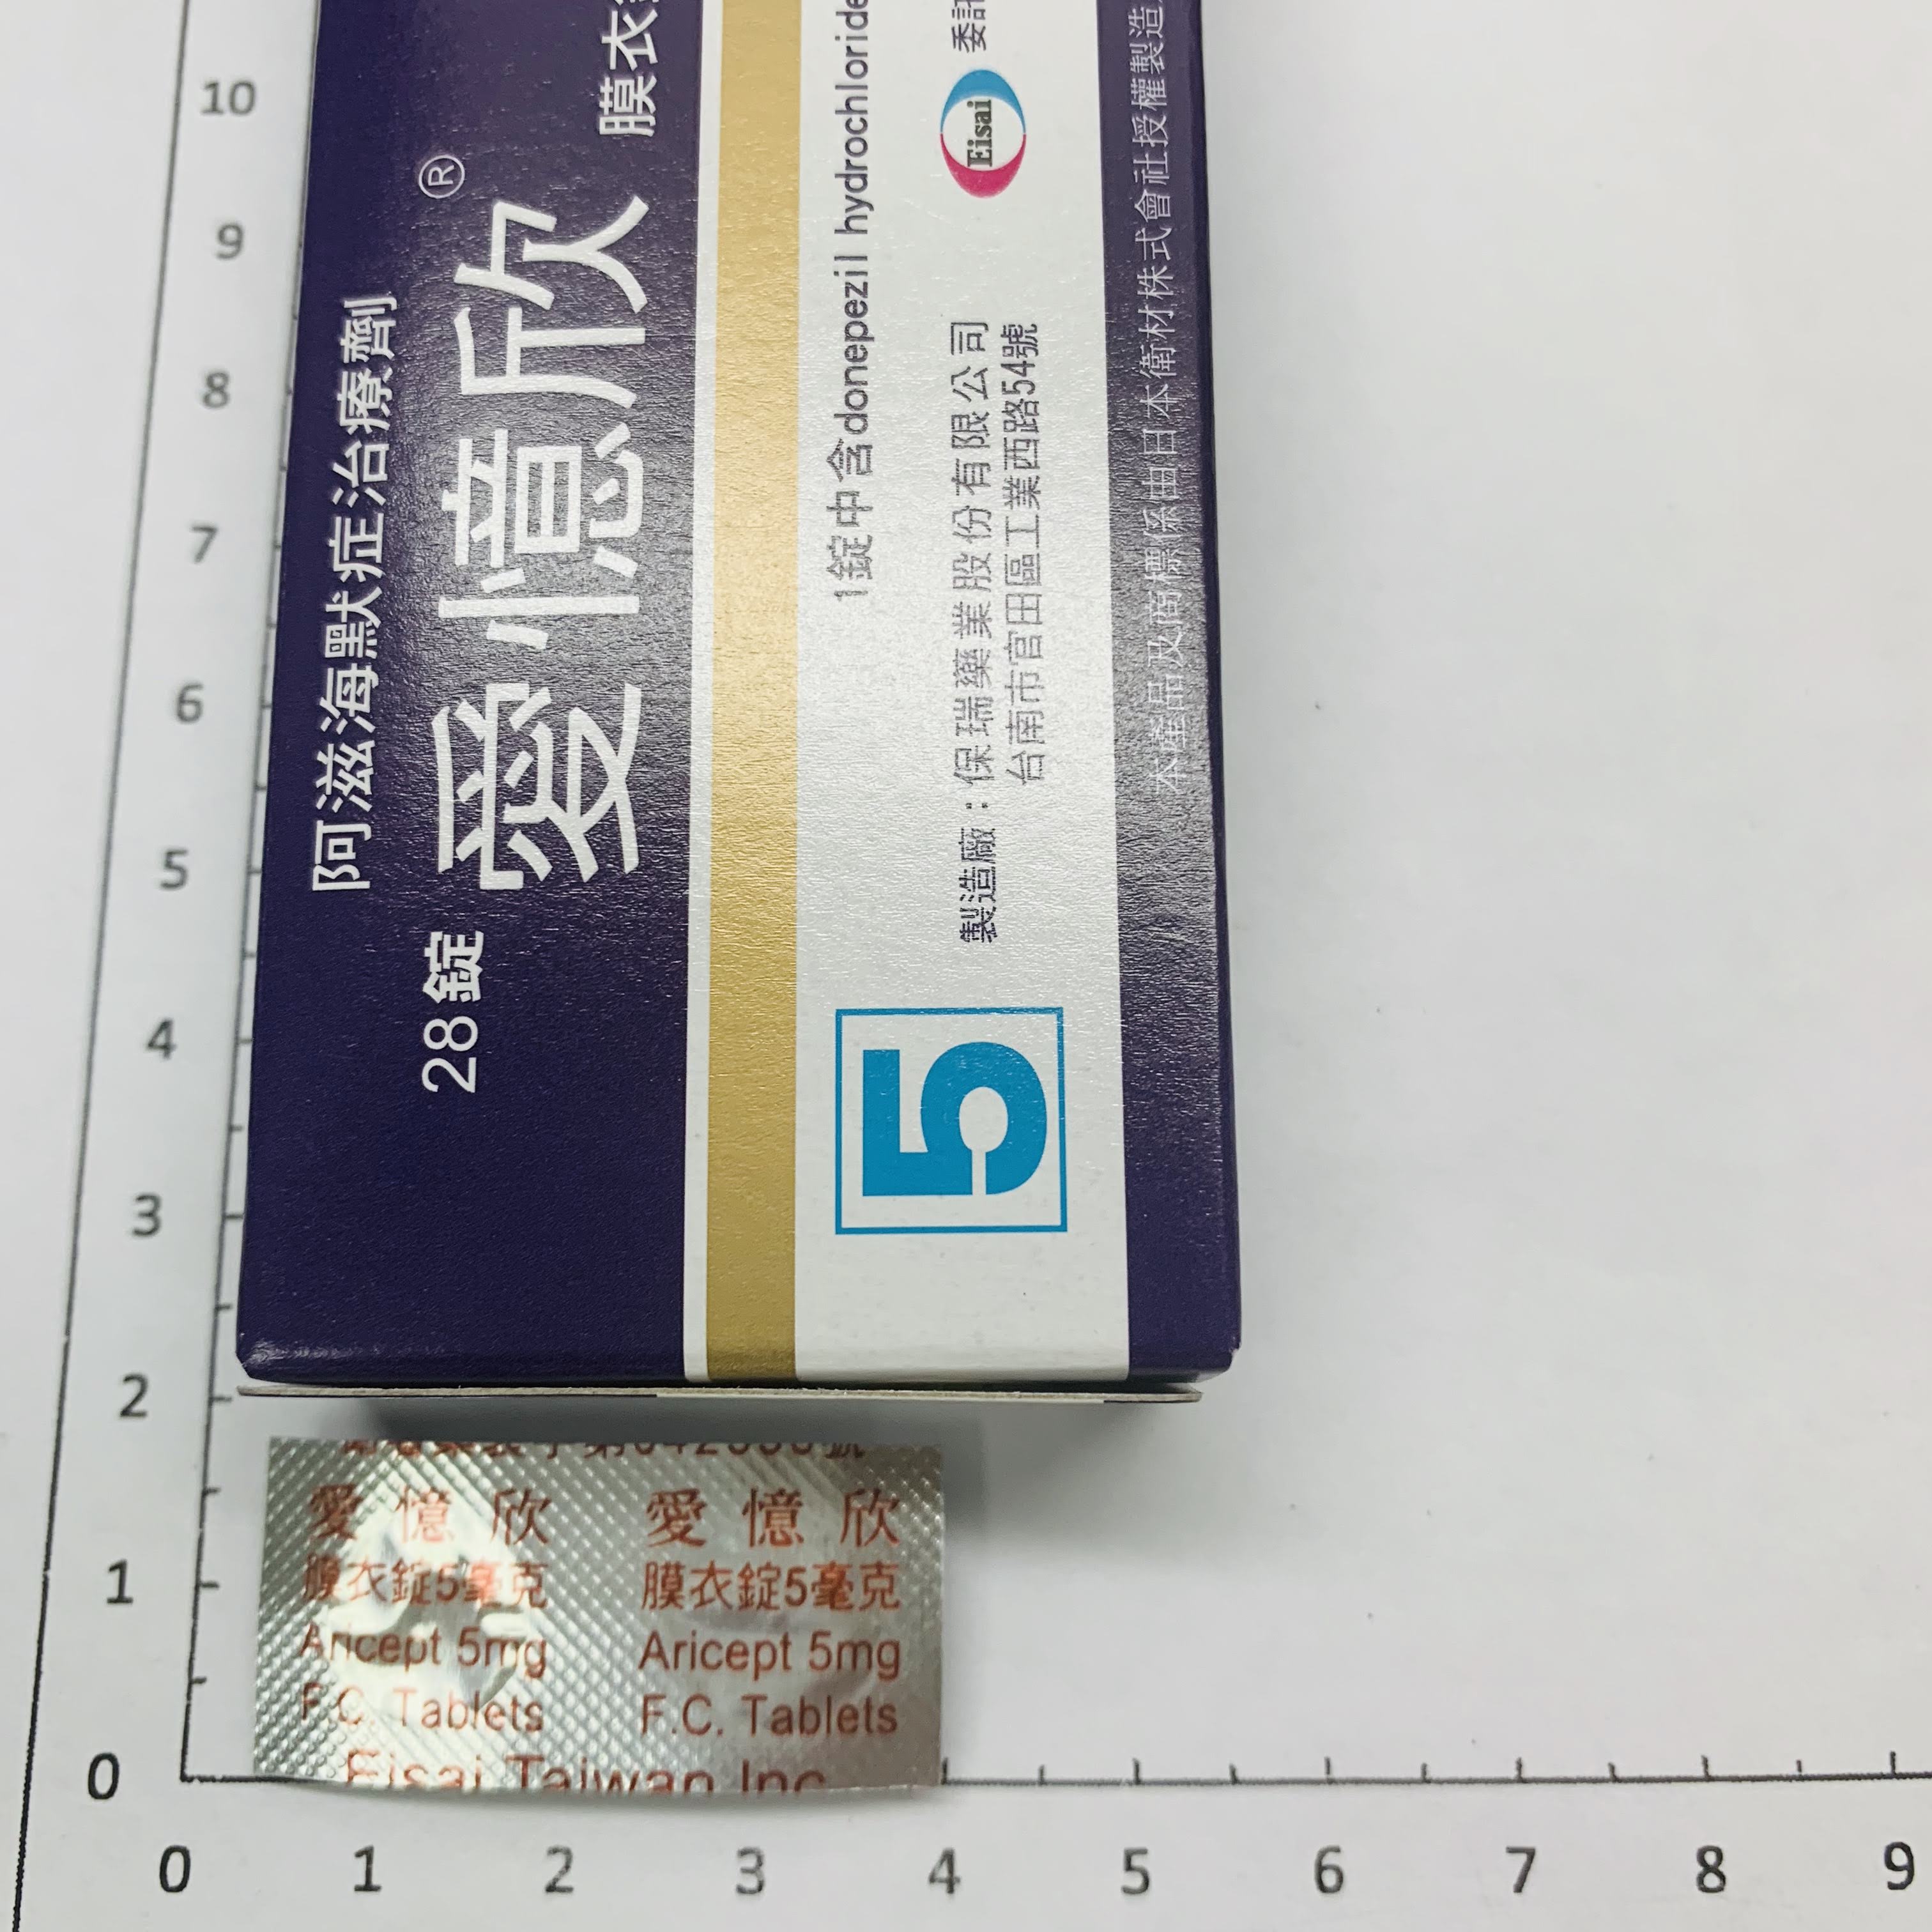 阿滋海默症治療劑
28錠 愛憶欣® 膜衣
1錠中含donepezil hydrochloride
5
製造廠：保瑞藥業股份有限公司
台南市官田區工業西路54號
Eisai
委託
本產品及商標係由日本衛材株式會社授權製造
愛憶欣 愛憶欣
膜衣錠5毫克 膜衣錠5毫克
Aricept 5mg Aricept 5mg
F.C. Tablets F.C. Tablets
Eisai Taiwan Inc
10
9
8
7
6
5
4
3
2
1
0
0 1 2 3 4 5 6 7 8 9